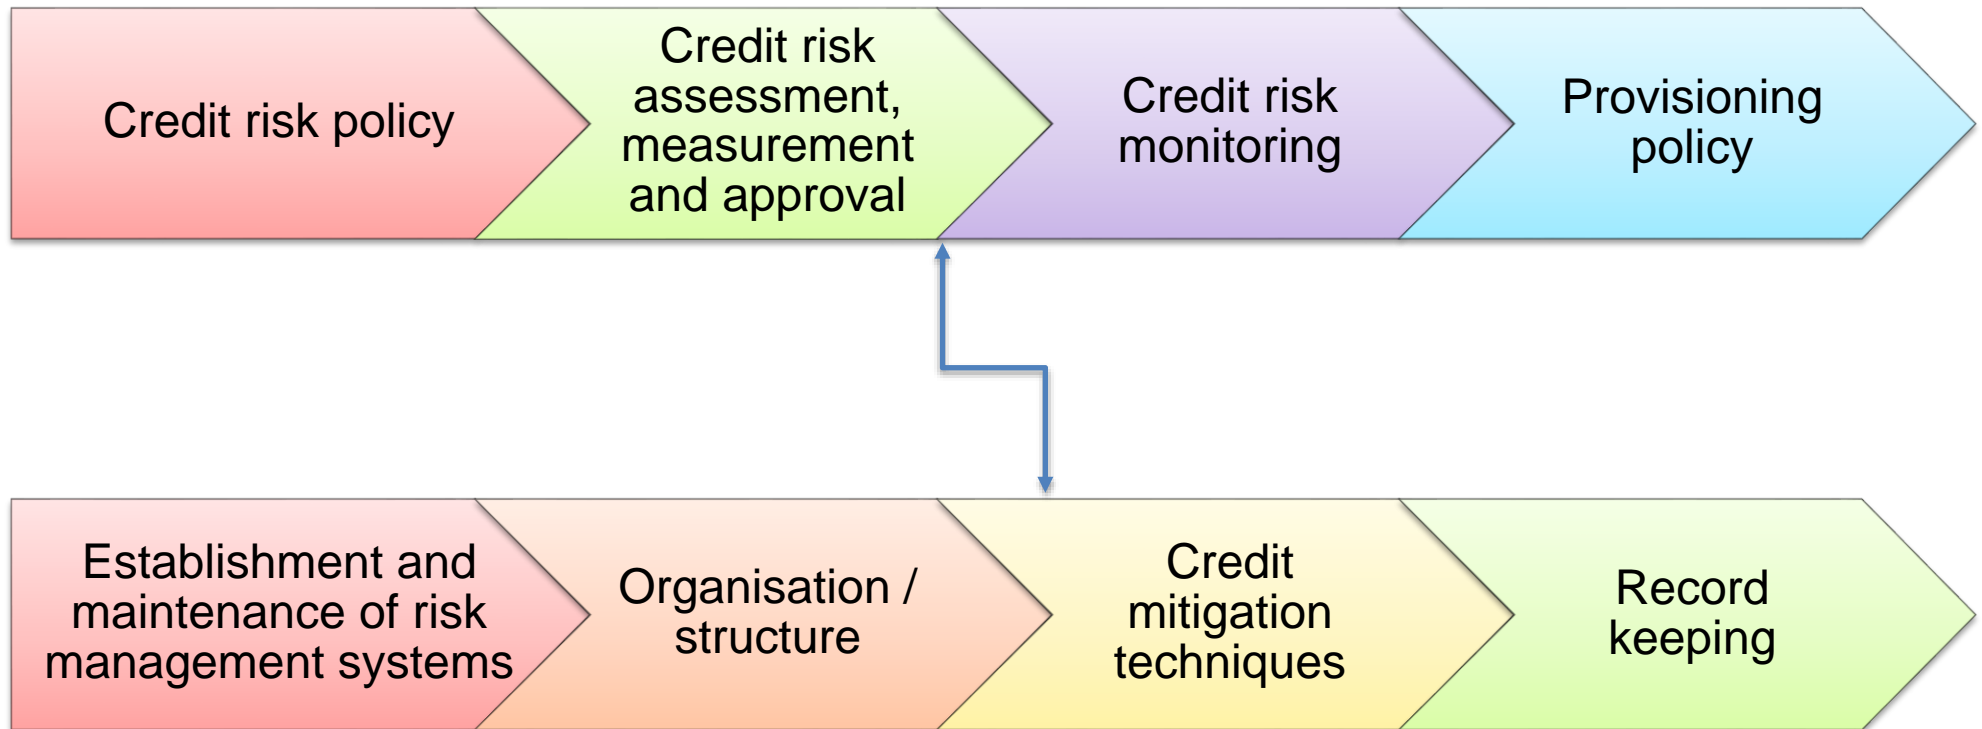 Credit risk policy
Credit risk
assessment,
measurement
and approval
Credit risk
monitoring
Provisioning
policy
Establishment and
maintenance of risk
management systems
Organisation /
structure
Credit
mitigation
techniques
Record
keeping